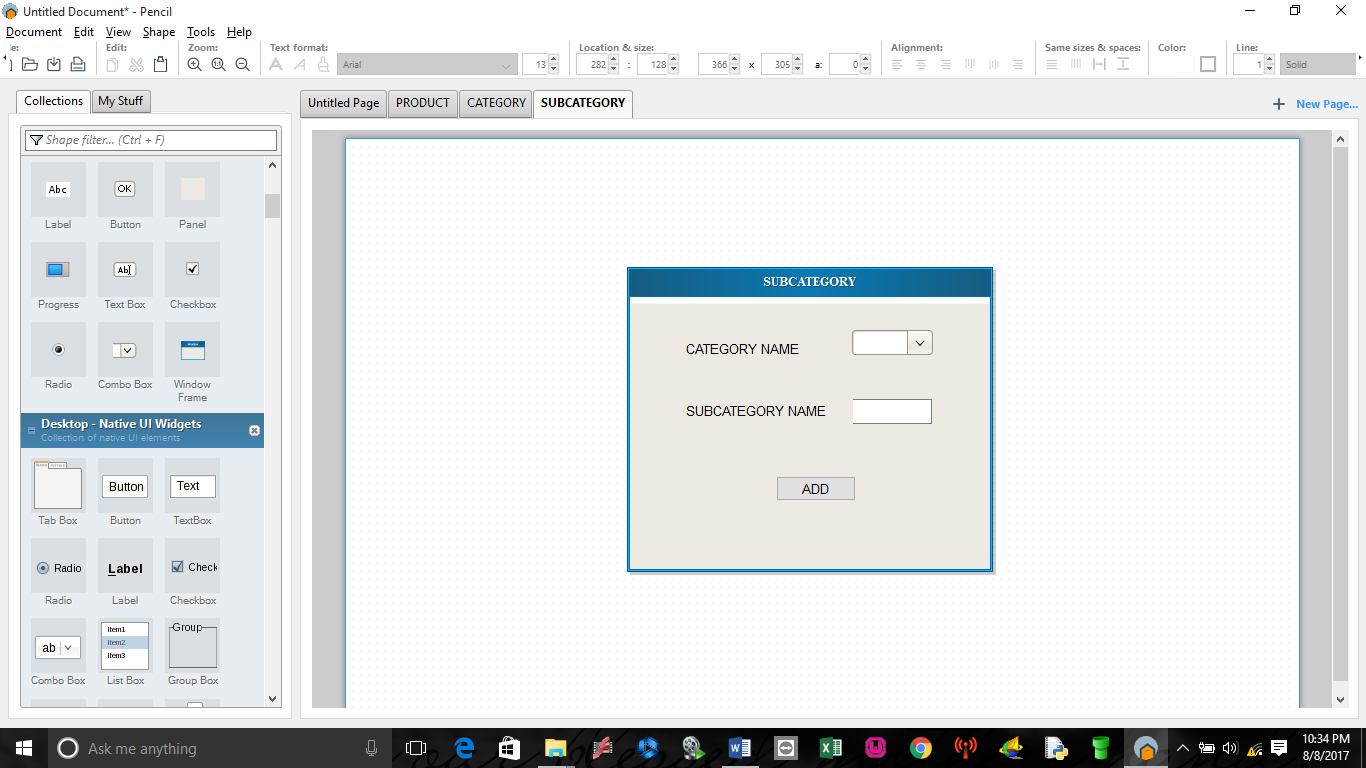 Untitled Document* - Pencil
Document Edit View Shape Tools Help
Edit: Zoom: Text format: Location & size: Alignment: Same sizes & spaces: Color: Line:
Arial 13 282 : 128 366 x 305 a: 0 1 Solid
Collections My Stuff
Untitled Page PRODUCT CATEGORY SUBCATEGORY New Page...
Shape filter... (Ctrl + F)
Abc OK
Label Button Panel
Ab
Progress Text Box Checkbox
Radio Combo Box Window Frame
Desktop - Native UI Widgets
Collection of native UI elements
Button Text
Tab Box Button TextBox
Radio Label Check
Radio Label Checkbox
ab Item1 Item2 Item3 Group
Combo Box List Box Group Box
SUBCATEGORY
CATEGORY NAME
SUBCATEGORY NAME
ADD
Ask me anything
10:34 PM
8/8/2017